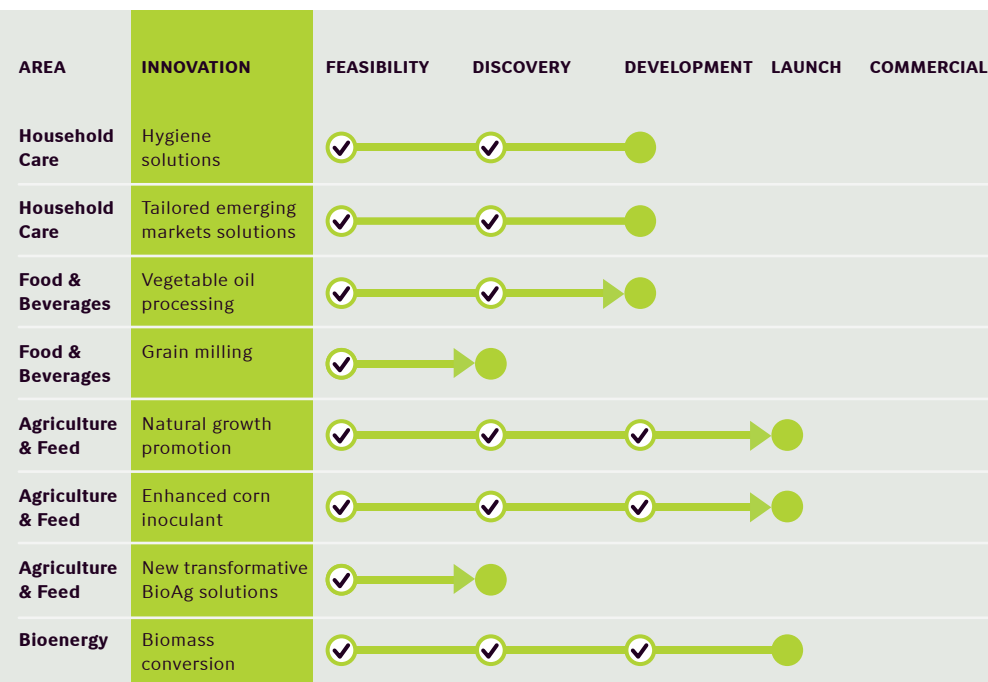 AREA INNOVATION FEASIBILITY DISCOVERY DEVELOPMENT LAUNCH COMMERCIAL
Household Hygiene
Care solutions
Household Tailored emerging
Care markets solutions
Food & Vegetable oil
Beverages processing
Food & Grain milling
Beverages
Agriculture Natural growth
& Feed promotion
Agriculture Enhanced corn
& Feed inoculant
Agriculture New transformative
& Feed BioAg solutions
Bioenergy Biomass
conversion